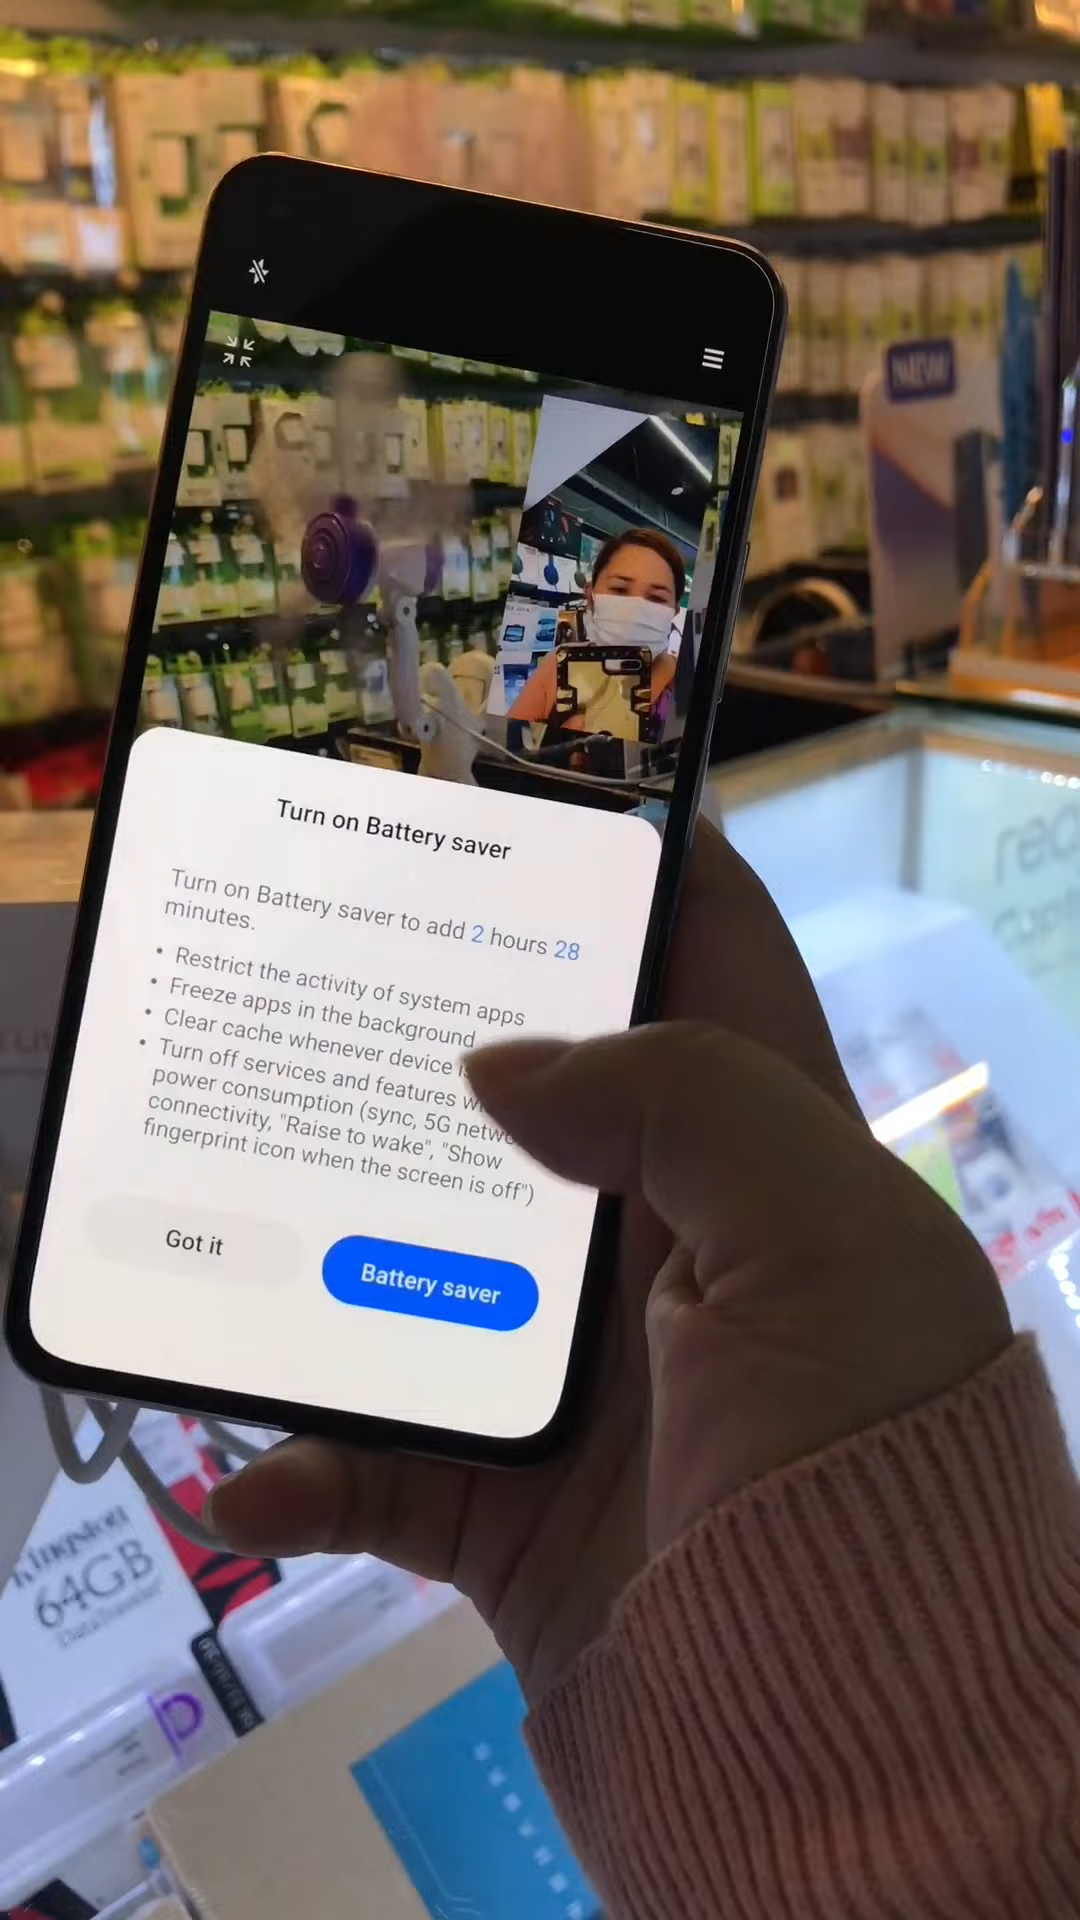 NEW
Turn on Battery saver
Turn on Battery saver to add 2 hours 28
minutes.
• Restrict the activity of system apps
• Freeze apps in the background
• Clear cache whenever device
• Turn off services and features
power consumption (sync, 5G
connectivity, "Raise to wake", "Show
fingerprint icon when the screen is off")
Got it
Battery saver
Kingston
64GB
DataTraveler